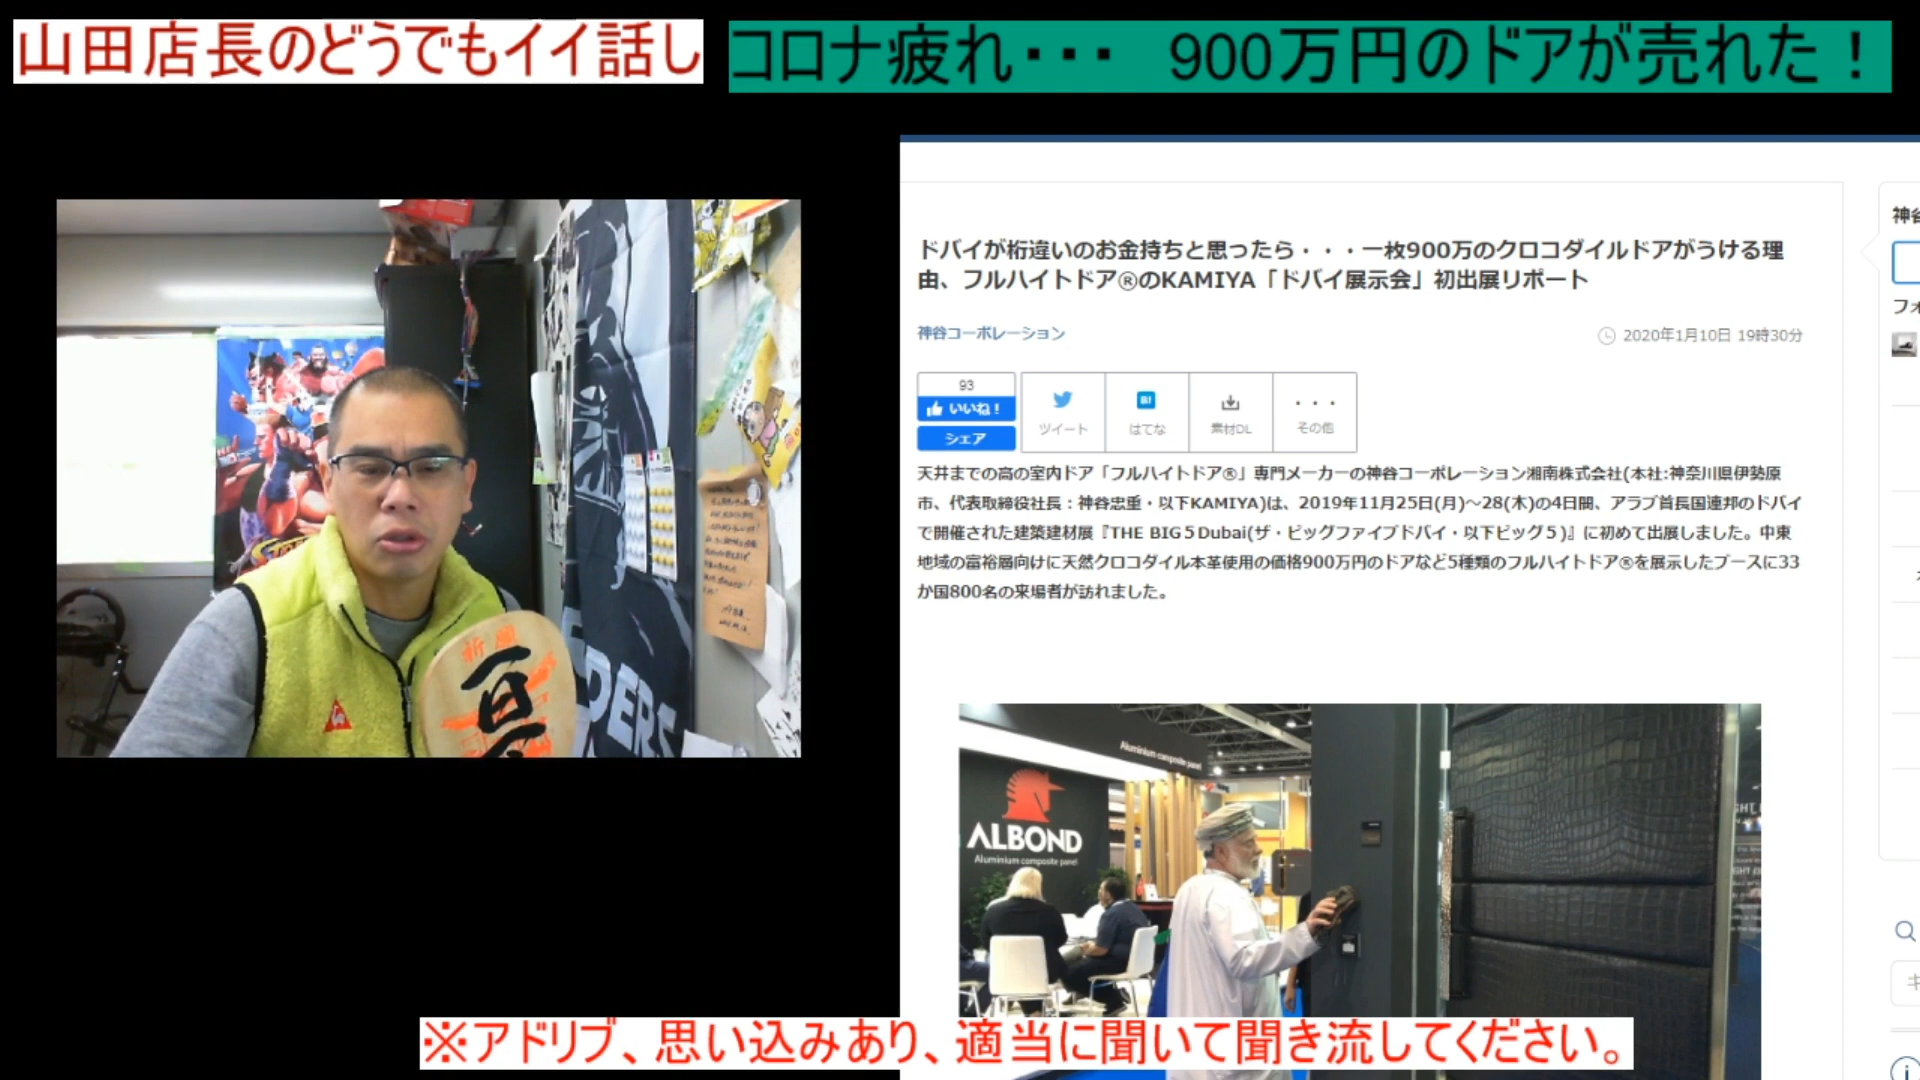 山田店長のどうでもイイ話し
コロナ疲れ・・・ 900万円のドアが売れた！
ドバイが桁違いのお金持ちと思ったら・・・一枚900万のクロコダイルドアがうける理
由、フルハイトドア®のKAMIYA「ドバイ展示会」初出展リポート
神谷コーポレーション
2020年1月10日 19時30分
93
いいね！
シェア
ツイート
はてな
素材DL
その他
天井までの高の室内ドア「フルハイトドア®」専門メーカーの神谷コーポレーション湘南株式会社(本社:神奈川県伊勢原
市、代表取締役社長：神谷忠重・以下KAMIYA)は、2019年11月25日(月)～28(木)の4日間、アラブ首長国連邦のドバイ
で開催された建築建材展『THE BIG５Dubai(ザ・ビッグファイブドバイ・以下ビッグ５)』に初めて出展しました。中東
地域の富裕層向けに天然クロコダイル本革使用の価格900万円のドアなど5種類のフルハイトドア®を展示したブースに33
か国800名の来場者が訪れました。
神谷
フォ
祈願
Aluminium composite panel
ALBOND
Aluminium composite panel
※アドリブ、思い込みあり、適当に聞いて聞き流してください。